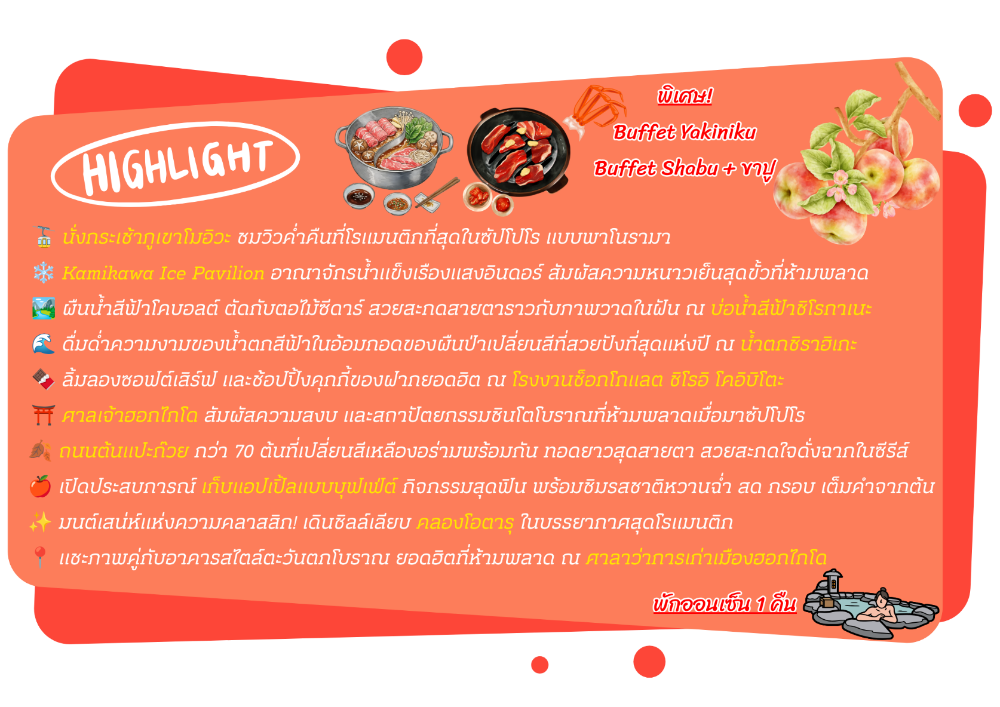 HIGHLIGHT
พิเศษ!
Buffet Yakiniku
Buffet Shabu + ขาปู
นั่งกระเช้าภูเขาโมอิวะ ชมวิวค่ำคืนที่โรแมนติกที่สุดในซัปโปโร แบบพาโนรามา
Kamikawa Ice Pavilion อาณาจักรน้ำแข็งเรืองแสงอินดอร์ สัมผัสความหนาวเย็นสุดขั้วที่ห้ามพลาด
ผืนน้ำสีฟ้าโคบอลต์ ตัดกับตอไม้ซีดาร์ สวยสะกดสายตาราวกับภาพวาดในฝัน ณ บ่อน้ำสีฟ้าชิโรกาเนะ
ดื่มด่ำความงามของน้ำตกสีฟ้าในอ้อมกอดของผืนป่าเปลี่ยนสีที่สวยปังที่สุดแห่งปี ณ น้ำตกชิราฮิเกะ
ลิ้มลองซอฟต์เสิร์ฟ และช้อปปิ้งคุกกี้ของฝากยอดฮิต ณ โรงงานช็อกโกแลต ชิโรอิ โคอิบิโตะ
ศาลเจ้าฮอกไกโด สัมผัสความสงบ และสถาปัตยกรรมชินโตโบราณที่ห้ามพลาดเมื่อมาซัปโปโร
ถนนต้นแปะก๊วย กว่า 70 ต้นที่เปลี่ยนสีเหลืองอร่ามพร้อมกัน ทอดยาวสุดสายตา สวยสะกดใจดั่งฉากในซีรีส์
เปิดประสบการณ์ เก็บแอปเปิ้ลแบบบุฟเฟ่ต์ กิจกรรมสุดฟิน พร้อมชิมรสชาติหวานฉ่ำ สด กรอบ เต็มคำจากต้น
มนต์เสน่ห์แห่งความคลาสสิก! เดินชิลล์เลียบ คลองโอตารุ ในบรรยากาศสุดโรแมนติก
แชะภาพคู่กับอาคารสไตล์ตะวันตกโบราณ ยอดฮิตที่ห้ามพลาด ณ ศาลาว่าการเก่าเมืองฮอกไกโด
พักออนเซ็น 1 คืน